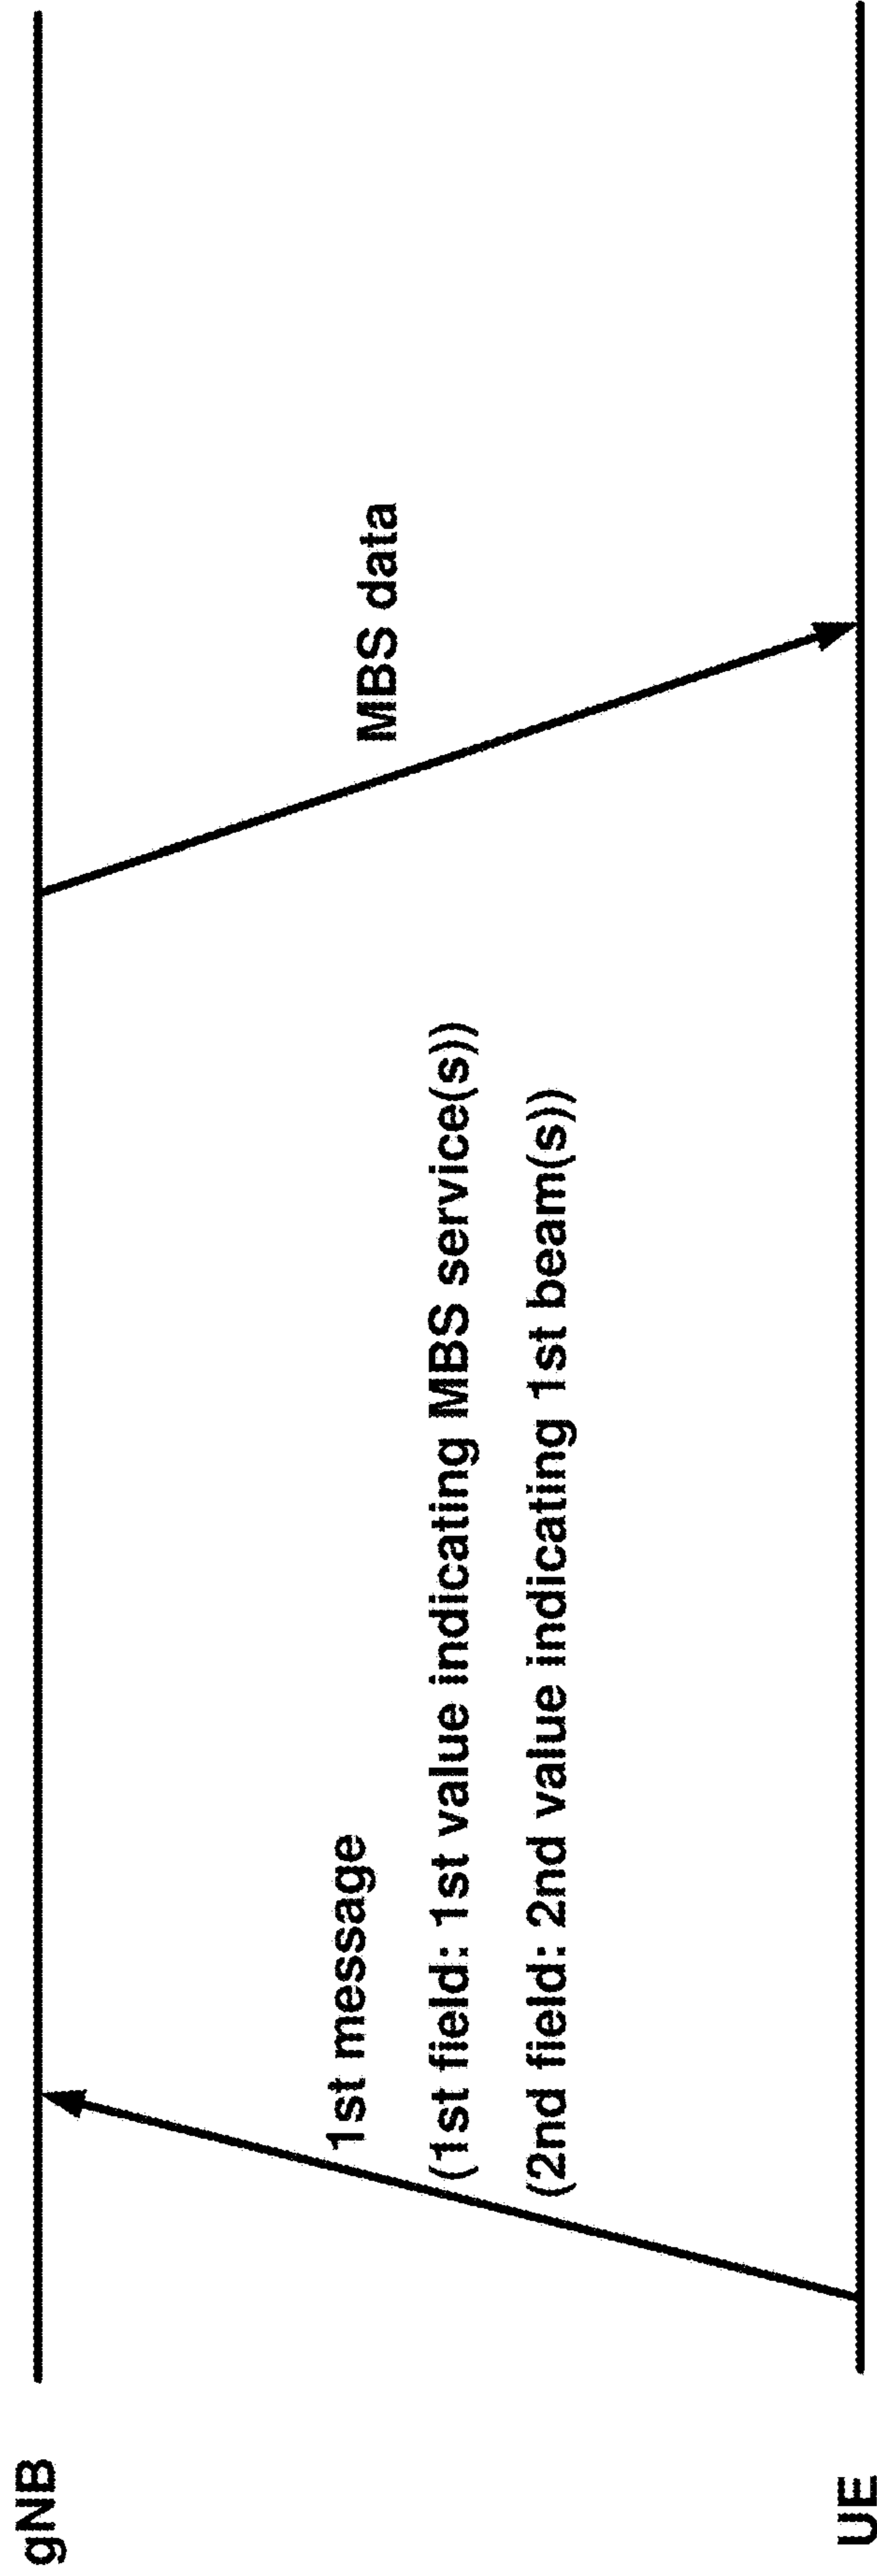 gNB
1st message
(1st field: 1st value indicating MBS service(s))
(2nd field: 2nd value indicating 1st beam(s))
MBS data
UE